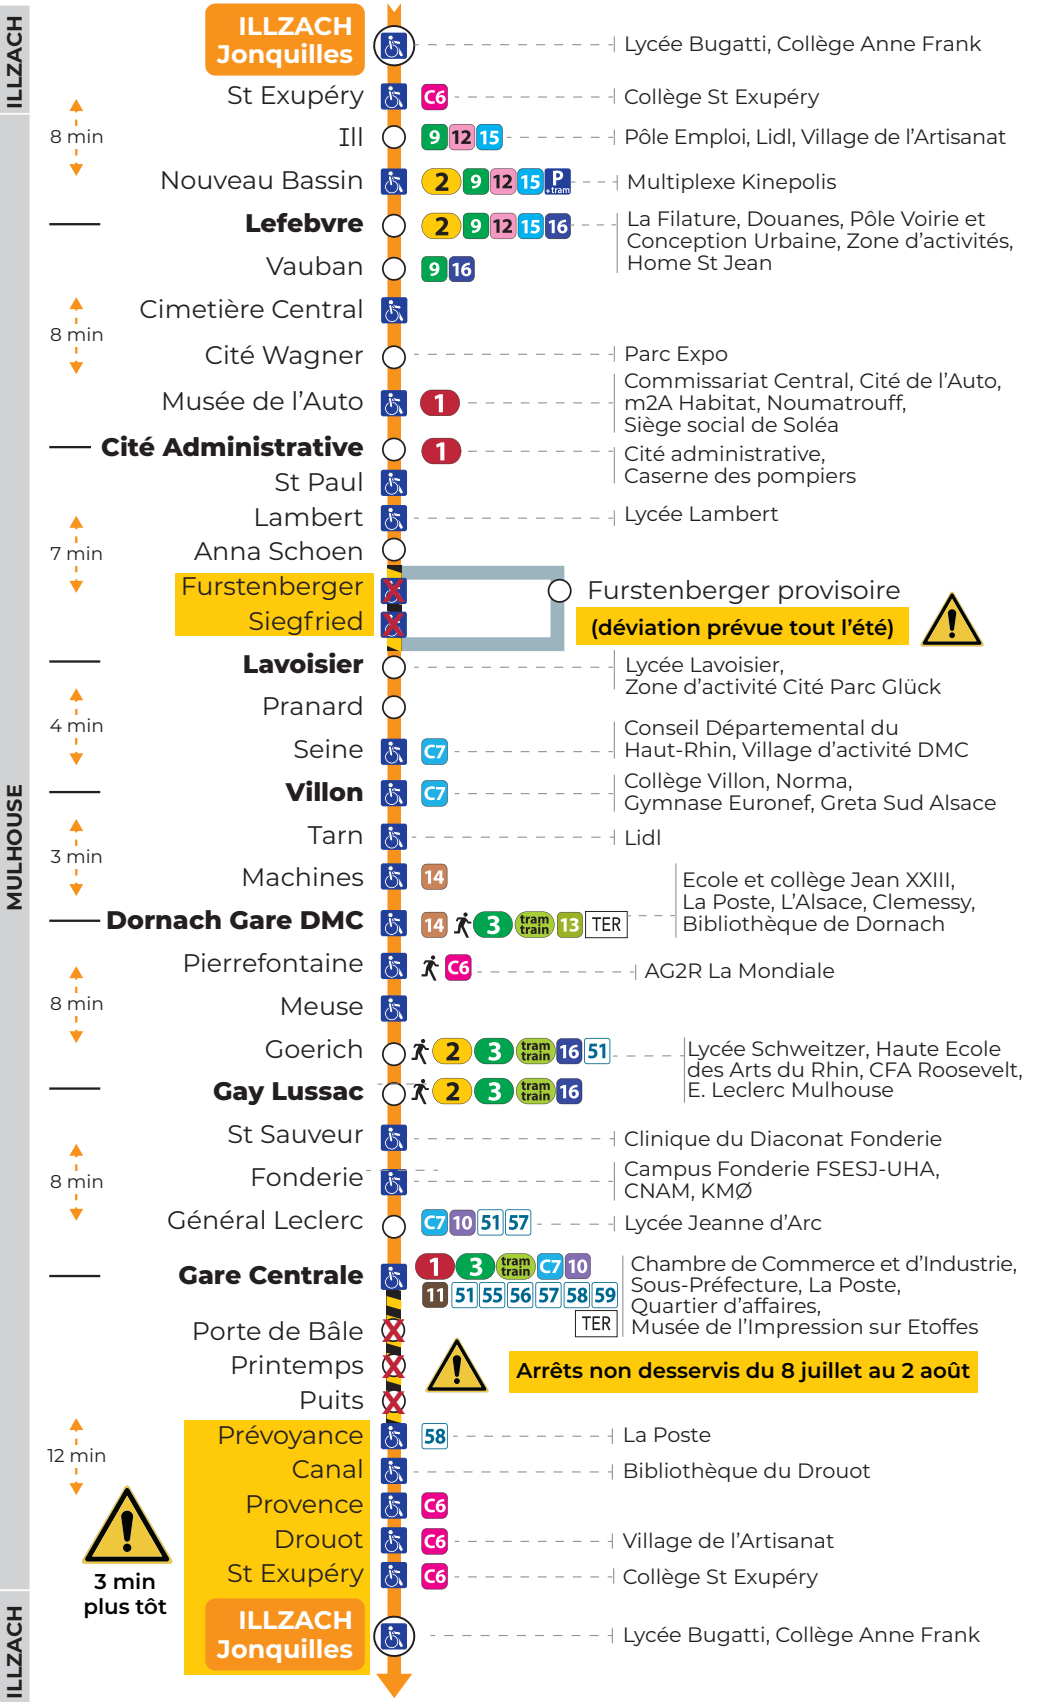 ILLZACH
ILLZACH
Jonquilles
Lycée Bugatti, Collège Anne Frank
St Exupéry C6 Collège St Exupéry
8 min
Ill 9 12 15 Pôle Emploi, Lidl, Village de l'Artisanat
Nouveau Bassin 2 9 12 15 P +tram Multiplexe Kinepolis
Lefebvre 2 9 12 15 16 La Filature, Douanes, Pôle Voirie et
Conception Urbaine, Zone d'activités,
Home St Jean
Vauban 9 16
Cimetière Central
8 min
Cité Wagner Parc Expo
Musée de l'Auto 1 Commissariat Central, Cité de l'Auto,
m2A Habitat, Noumatrouff,
Siège social de Soléa
Cité Administrative 1 Cité administrative,
Caserne des pompiers
St Paul
Lambert Lycée Lambert
7 min
Anna Schoen
Furstenberger X Furstenberger provisoire
Siegfried X (déviation prévue tout l'été) !
Lavoisier Lycée Lavoisier,
Zone d'activité Cité Parc Glück
Pranard
4 min
Seine C7 Conseil Départemental du
Haut-Rhin, Village d'activité DMC
Villon C7 Collège Villon, Norma,
Gymnase Euronef, Greta Sud Alsace
MULHOUSE
Tarn Lidl
3 min
Machines 14
Dornach Gare DMC 14 3 tram train 13 TER Ecole et collège Jean XXIII,
La Poste, L'Alsace, Clemessy,
Bibliothèque de Dornach
Pierrefontaine C6 AG2R La Mondiale
8 min
Meuse
Goerich 2 3 tram train 16 51 Lycée Schweitzer, Haute Ecole
des Arts du Rhin, CFA Roosevelt,
E. Leclerc Mulhouse
Gay Lussac 2 3 tram train 16
St Sauveur Clinique du Diaconat Fonderie
8 min
Fonderie Campus Fonderie FSESJ-UHA,
CNAM, KMØ
Général Leclerc C7 10 51 57 Lycée Jeanne d'Arc
Gare Centrale 1 3 tram train C7 10
11 51 55 56 57 58 59
TER
Chambre de Commerce et d'Industrie,
Sous-Préfecture, La Poste,
Quartier d'affaires,
Musée de l'Impression sur Etoffes
Porte de Bâle X
Printemps X ! Arrêts non desservis du 8 juillet au 2 août
Puits X
Prévoyance 58 La Poste
12 min
Canal Bibliothèque du Drouot
Provence C6
Drouot C6 Village de l'Artisanat
St Exupéry C6 Collège St Exupéry
!
3 min
plus tôt
ILLZACH
Jonquilles
Lycée Bugatti, Collège Anne Frank
ILLZACH